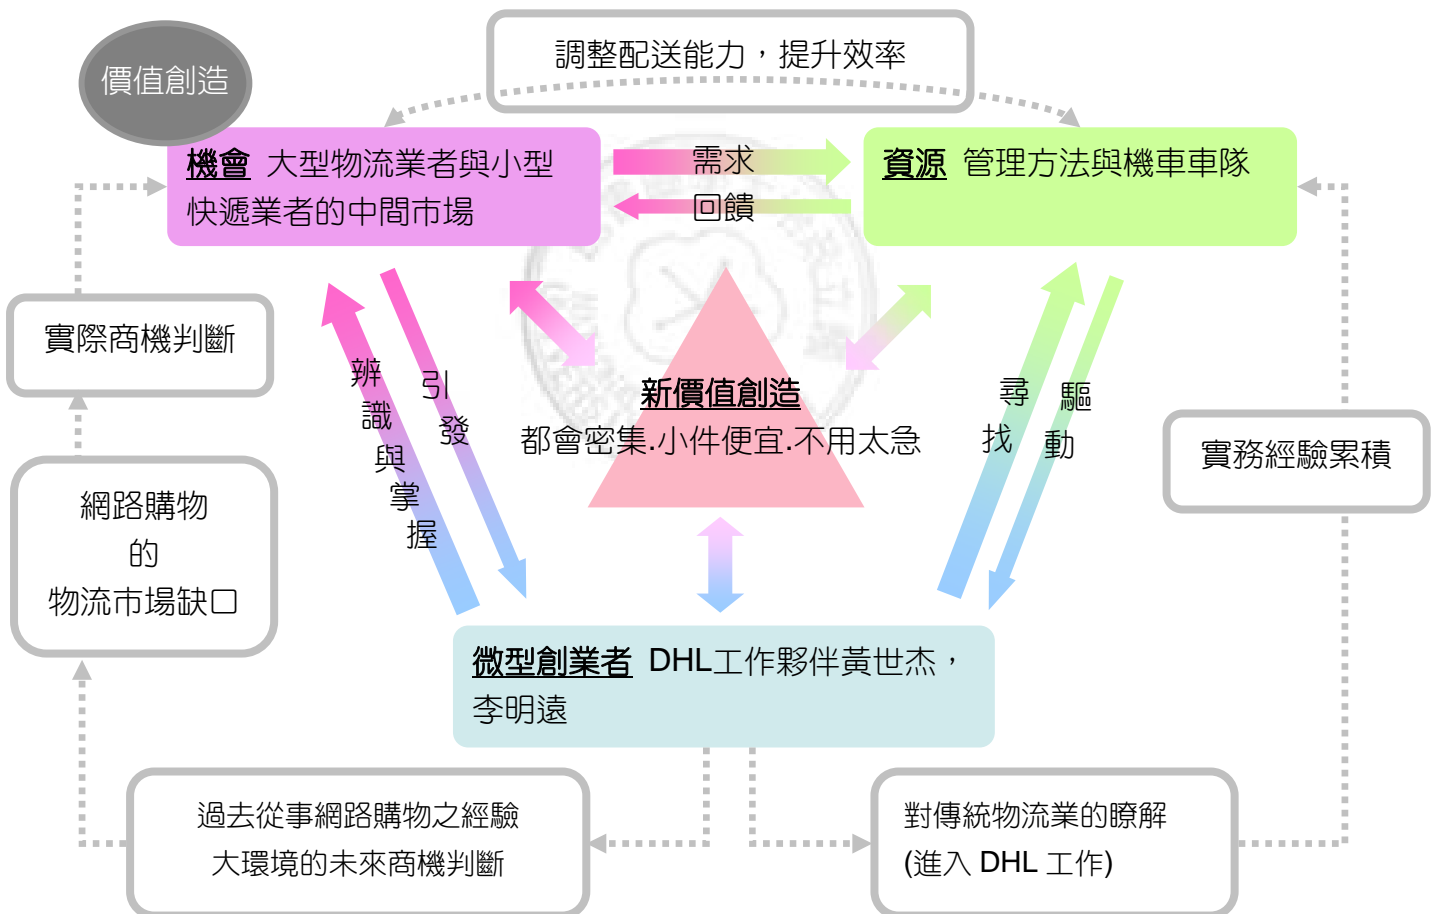 調整配送能力，提升效率
價值創造
機會 大型物流業者與小型
快遞業者的中間市場
需求
回饋
資源 管理方法與機車車隊
實際商機判斷
辨識與掌握
引發
新價值創造
都會密集.小件便宜.不用太急
尋找
驅動
實務經驗累積
網路購物
的
物流市場缺口
微型創業者 DHL工作夥伴黃世杰，
李明遠
過去從事網路購物之經驗
大環境的未來商機判斷
對傳統物流業的瞭解
(進入 DHL 工作)